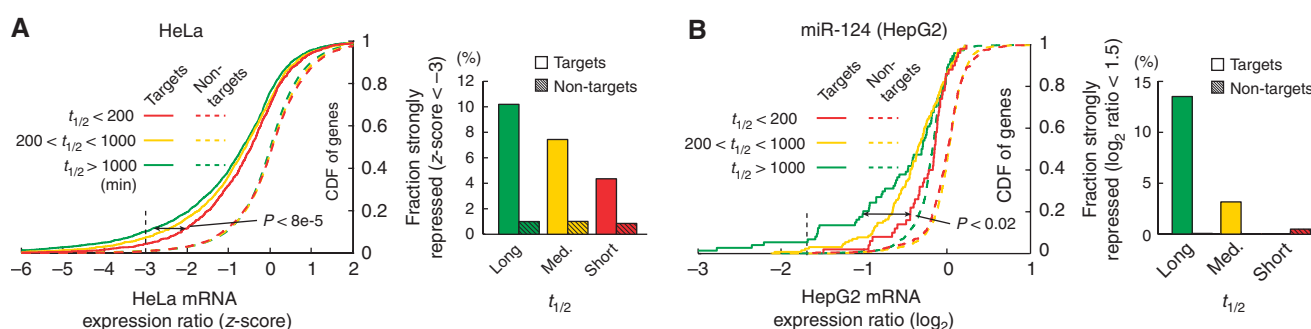 A
HeLa
Targets
Non-
targets
t1/2 < 200
200 < t1/2 < 1000
t1/2 > 1000
(min)
1
0.8
0.6
0.4
0.2
0
CDF of genes
P < 8e-5
−6 −5 −4 −3 −2 −1 0 1 2
HeLa mRNA
expression ratio (z-score)
(%)
Targets
Non-targets
Fraction strongly
repressed (z-score < −3)
12
10
8
6
4
2
0
Long Med. Short
t1/2
B
miR-124 (HepG2)
Targets
Non-
targets
t1/2 < 200
200 < t1/2 < 1000
t1/2 > 1000
1
0.8
0.6
0.4
0.2
0
CDF of genes
P < 0.02
−3 −2 −1 0 1
HepG2 mRNA
expression ratio (log2)
(%)
Targets
Non-targets
Fraction strongly
repressed (log2 ratio < 1.5)
15
10
5
0
Long Med. Short
t1/2